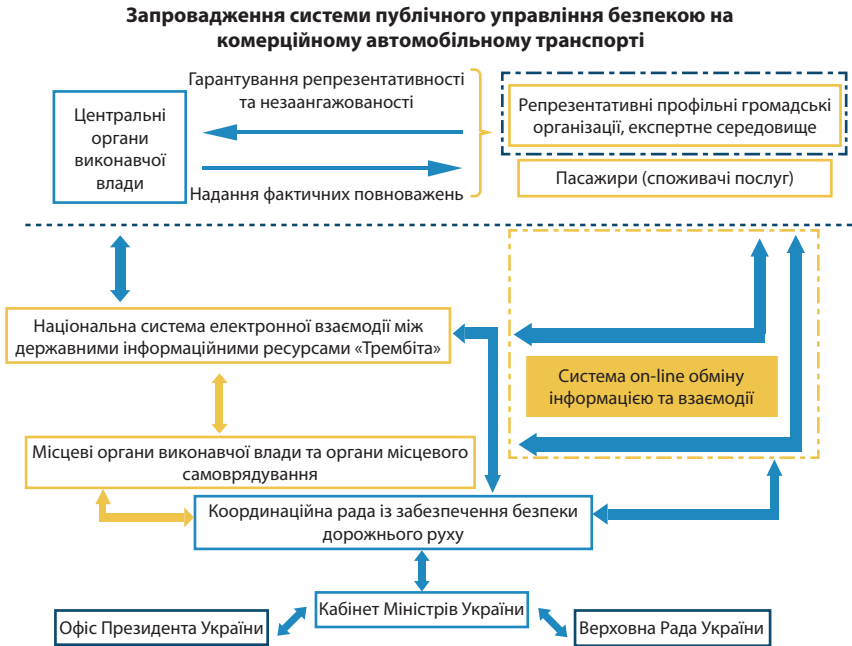 Запровадження системи публічного управління безпекою на
комерційному автомобільному транспорті
Гарантування репрезентативності
та незаангажованості
Центральні
органи
виконавчої
влади
Надання фактичних повноважень
Репрезентативні профільні громадські
організації, експертне середовище
Пасажири (споживачі послуг)
Національна система електронної взаємодії між
державними інформаційними ресурсами «Трембіта»
Система on-line обміну
інформацією та взаємодії
Місцеві органи виконавчої влади та органи місцевого
самоврядування
Координаційна рада із забезпечення безпеки
дорожнього руху
Кабінет Міністрів України
Офіс Президента України
Верховна Рада України